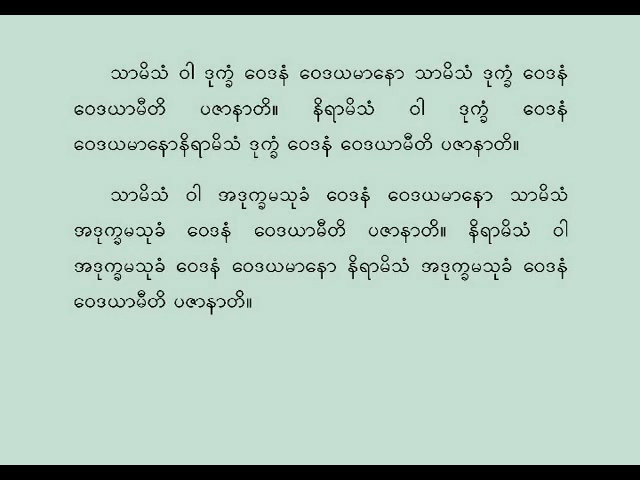 သာမိသံ ဝါ ဒုက္ခံ ဝေဒနံ ဝေဒယမာနော သာမိသံ ဒုက္ခံ ဝေဒနံ
ဝေဒယာမီတိ ပဇာနာတိ။ နိရာမိသံ ဝါ ဒုက္ခံ ဝေဒနံ
ဝေဒယမာနောနိရာမိသံ ဒုက္ခံ ဝေဒနံ ဝေဒယာမီတိ ပဇာနာတိ။
သာမိသံ ဝါ အဒုက္ခမသုခံ ဝေဒနံ ဝေဒယမာနော သာမိသံ
အဒုက္ခမသုခံ ဝေဒနံ ဝေဒယာမီတိ ပဇာနာတိ။ နိရာမိသံ ဝါ
အဒုက္ခမသုခံ ဝေဒနံ ဝေဒယမာနော နိရာမိသံ အဒုက္ခမသုခံ ဝေဒနံ
ဝေဒယာမီတိ ပဇာနာတိ။